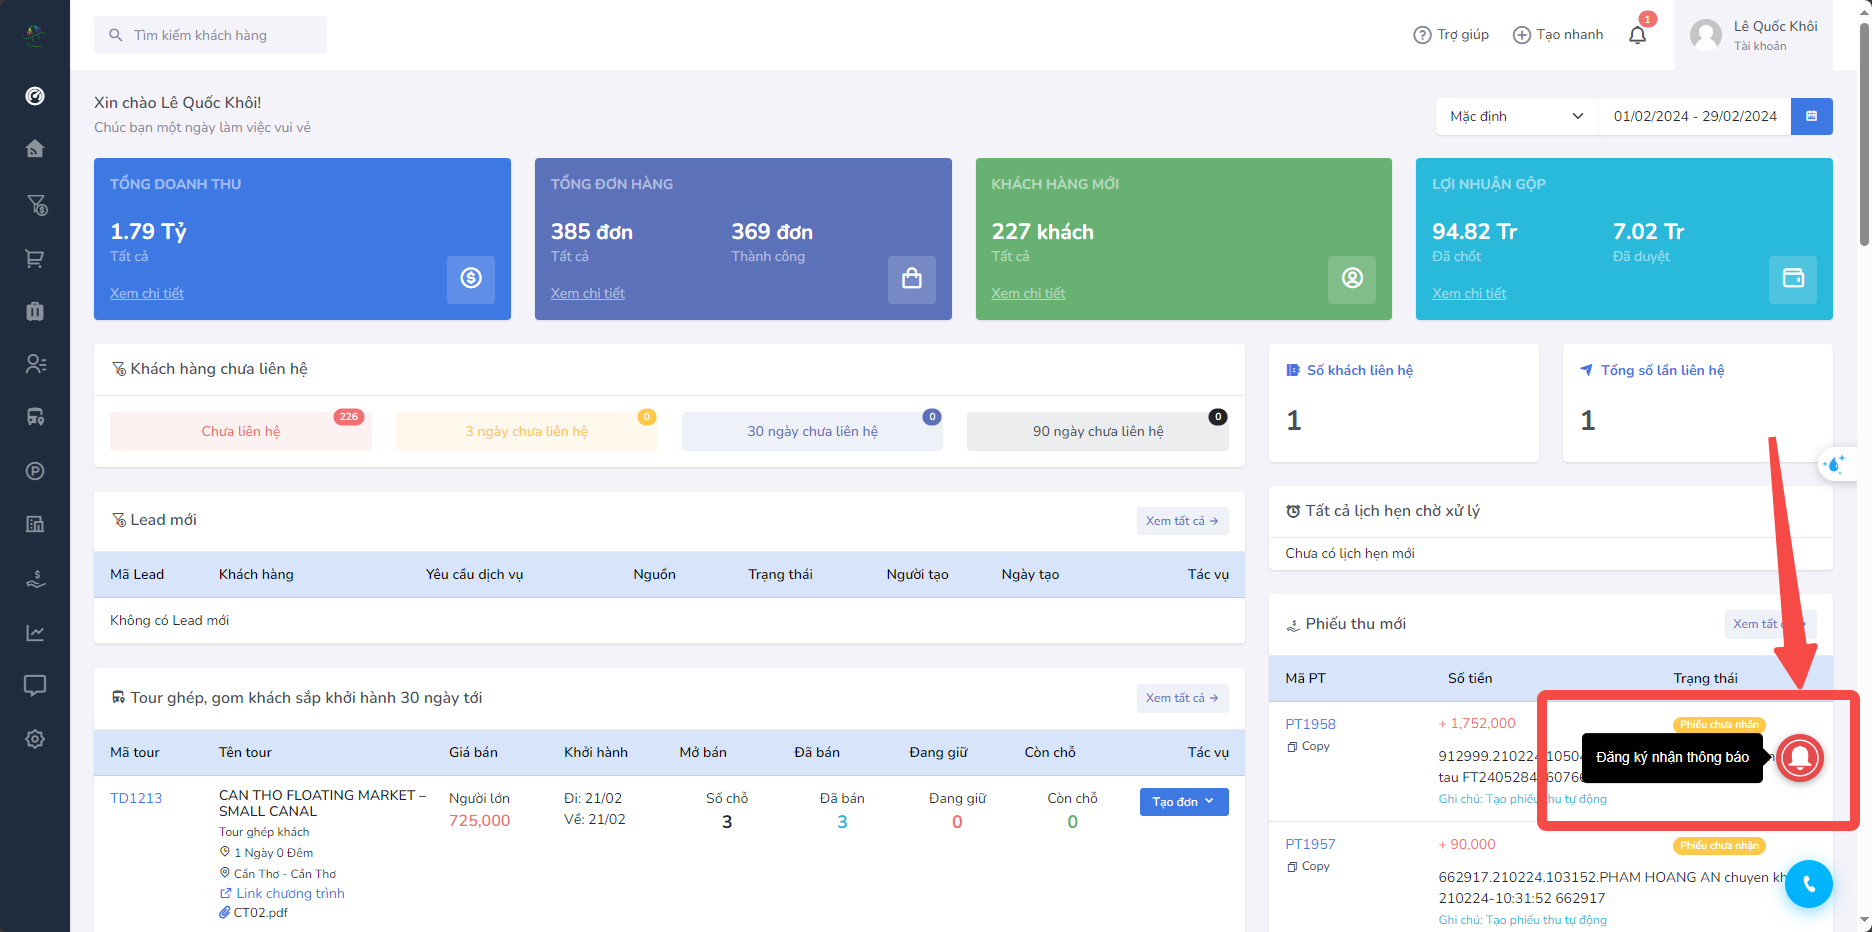 Tìm kiếm khách hàng
Trợ giúp
Tạo nhanh
1
Lê Quốc Khôi
Tài khoản
Xin chào Lê Quốc Khôi!
Chúc bạn một ngày làm việc vui vẻ
Mặc định
01/02/2024 - 29/02/2024
TỔNG DOANH THU
1.79 Tỷ
Tất cả
Xem chi tiết
TỔNG ĐƠN HÀNG
385 đơn
369 đơn
Tất cả
Thành công
Xem chi tiết
KHÁCH HÀNG MỚI
227 khách
Tất cả
Xem chi tiết
LỢI NHUẬN GỘP
94.82 Tr
7.02 Tr
Đã chốt
Đã duyệt
Xem chi tiết
Khách hàng chưa liên hệ
Chưa liên hệ
226
3 ngày chưa liên hệ
0
30 ngày chưa liên hệ
0
90 ngày chưa liên hệ
0
Số khách liên hệ
1
Tổng số lần liên hệ
1
Lead mới
Xem tất cả
Mã Lead Khách hàng Yêu cầu dịch vụ Nguồn Trạng thái Người tạo Ngày tạo Tác vụ
Không có Lead mới
Tất cả lịch hẹn chờ xử lý
Chưa có lịch hẹn mới
Tour ghép, gom khách sắp khởi hành 30 ngày tới
Xem tất cả
Mã tour Tên tour Giá bán Khởi hành Mở bán Đã bán Đang giữ Còn chỗ Tác vụ
TD1213
CAN THO FLOATING MARKET –
SMALL CANAL
Tour ghép khách
1 Ngày 0 Đêm
Cần Thơ - Cần Thơ
Link chương trình
CT02.pdf
Người lớn
725,000
Đi: 21/02
Về: 21/02
Số chỗ
3
Đã bán
3
Đang giữ
0
Còn chỗ
0
Tạo đơn
Phiếu thu mới
Xem tất
Mã PT Số tiền Trạng thái
PT1958
Copy
+ 1,752,000
Phiếu chưa nhận
912999.210224.1050
tau FT2405284
Ghi chú: Tạo phiếu thu tự động
Đăng ký nhận thông báo
PT1957
Copy
+ 90,000
Phiếu chưa nhận
662917.210224.103152.PHAM HOANG AN chuyen kh
210224-10:31:52 662917
Ghi chú: Tạo phiếu thu tự động